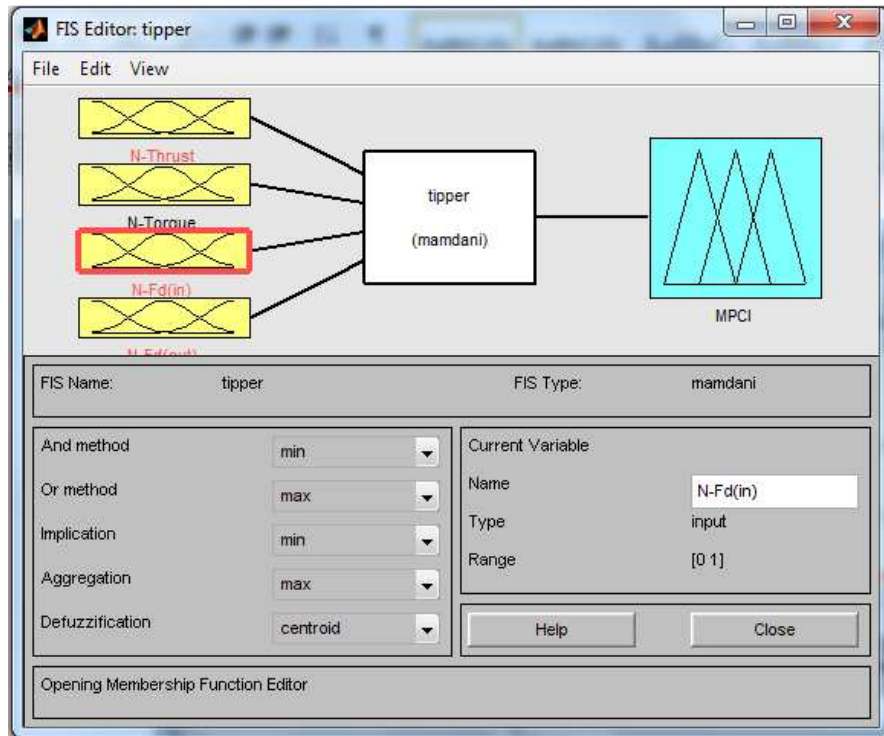 FIS Editor: tipper
File Edit View
N-Thrust
N-Torque
N-Fd(in)
N-Fd(out)
tipper
(mamdani)
MPCI
FIS Name: tipper FIS Type: mamdani
And method min
Or method max
Implication min
Aggregation max
Defuzzification centroid
Current Variable
Name N-Fd(in)
Type input
Range [0 1]
Help Close
Opening Membership Function Editor